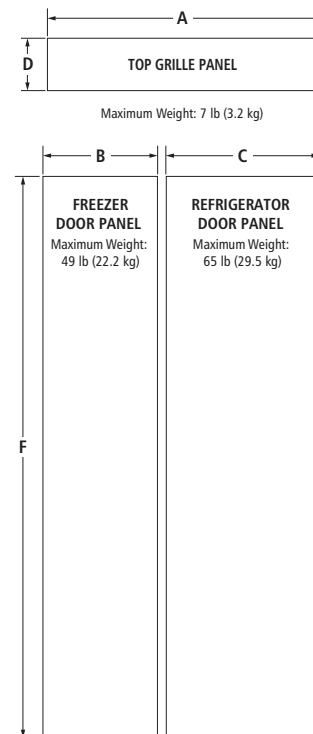 A
D
TOP GRILLE PANEL
Maximum Weight: 7 lb (3.2 kg)
B
C
FREEZER
DOOR PANEL
Maximum Weight:
49 lb (22.2 kg)
REFRIGERATOR
DOOR PANEL
Maximum Weight:
65 lb (29.5 kg)
F